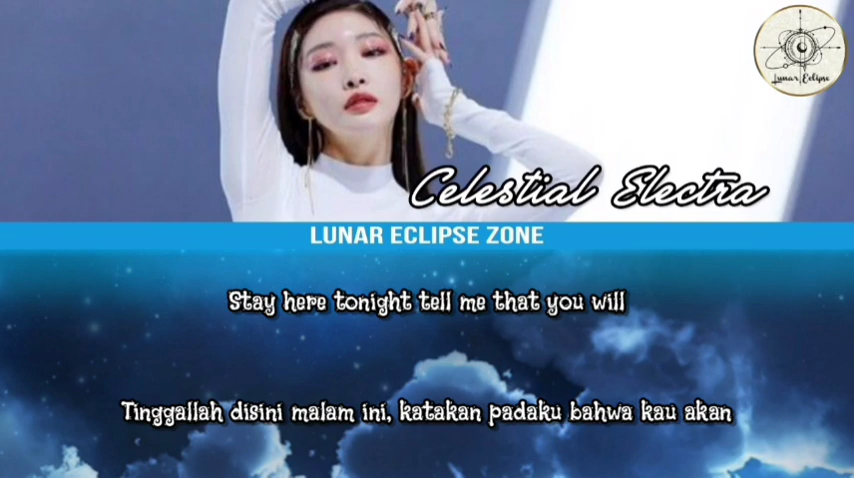 Lunar Eclipse
Celestial Electra
LUNAR ECLIPSE ZONE
Stay here tonight tell me that you will
Tinggallah disini malam ini, katakan padaku bahwa kau akan